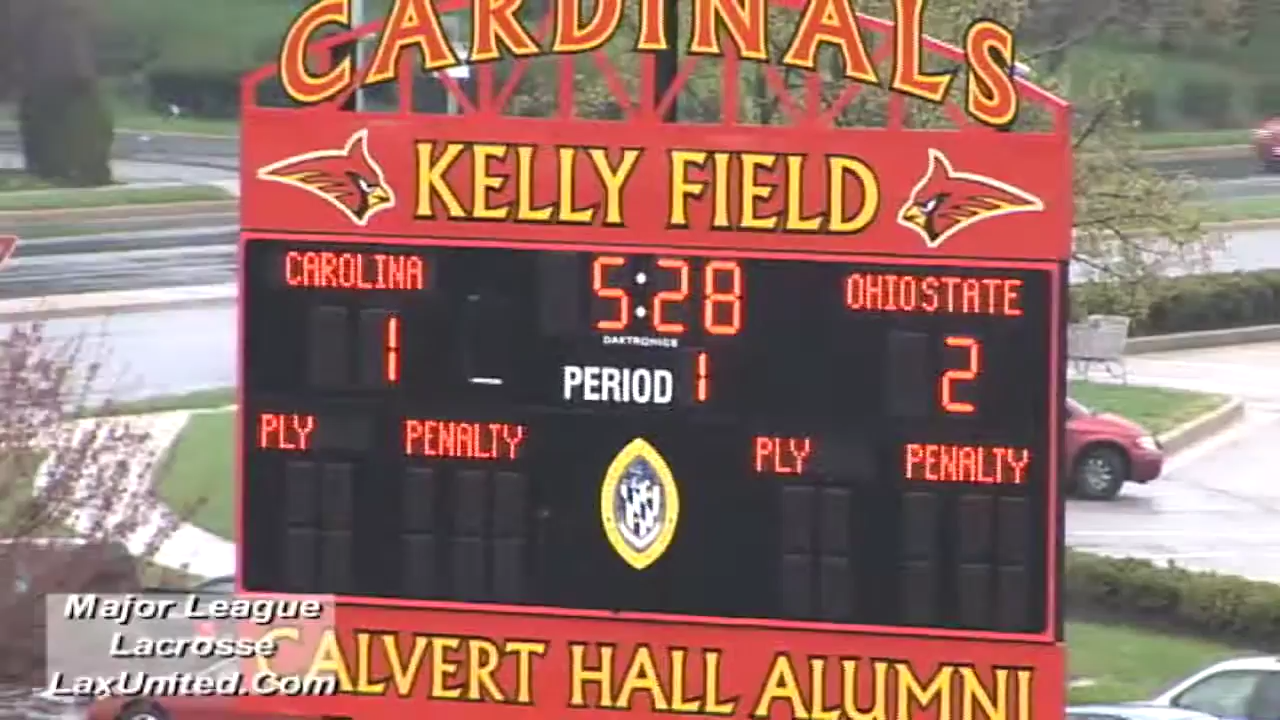 CARDINALS
KELLY FIELD
CAROLINA
5:28
OHIOSTATE
1
DAKTRONICS
PERIOD 1
2
PLY
PENALTY
PLY
PENALTY
CALVERT HALL ALUMNI
Major League
Lacrosse
LaxUnited.Com